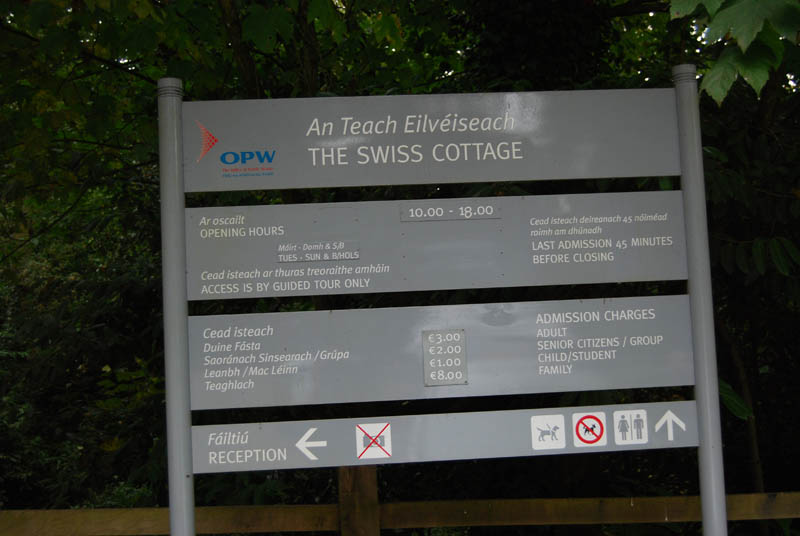 An Teach Eilvéiseach
THE SWISS COTTAGE
OPW
Ar oscailt
OPENING HOURS
10.00 - 18.00
Máirt - Domh & S/B
TUES - SUN & B/HOLS
Cead isteach ar thuras treoraithe amháin
ACCESS IS BY GUIDED TOUR ONLY
Cead isteach deireanach 45 nóiméad
roimh am dhúnadh
LAST ADMISSION 45 MINUTES
BEFORE CLOSING
Cead isteach
Duine Fásta
Saoránach Sinsearach /Grúpa
Leanbh /Mac Léinn
Teaghlach
€3.00
€2.00
€1.00
€8.00
ADMISSION CHARGES
ADULT
SENIOR CITIZENS / GROUP
CHILD/STUDENT
FAMILY
Fáiltiú
RECEPTION